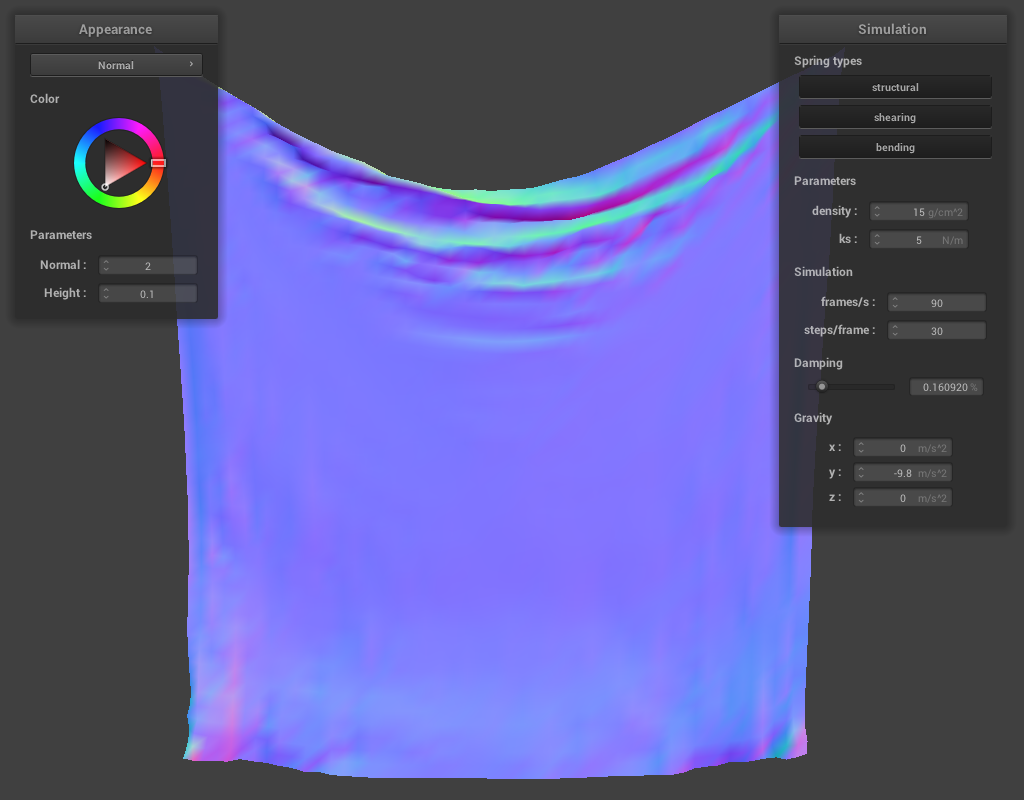 Appearance
Normal
Color
Parameters
Normal : 2
Height : 0.1
Simulation
Spring types
structural
shearing
bending
Parameters
density : 15 g/cm^2
ks : 5 N/m
Simulation
frames/s : 90
steps/frame : 30
Damping
0.160920 %
Gravity
x : 0 m/s^2
y : -9.8 m/s^2
z : 0 m/s^2